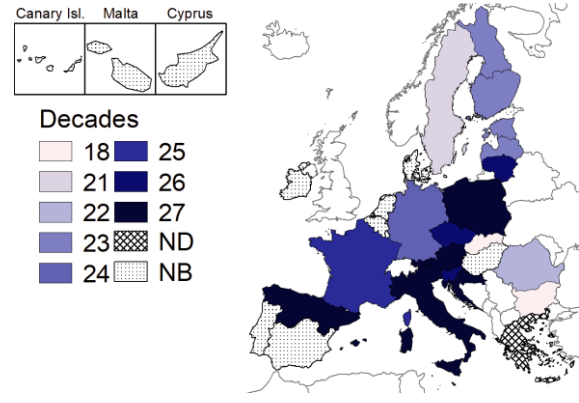 Canary Isl. Malta Cyprus
Decades
18 25
21 26
22 27
23 ND
24 NB